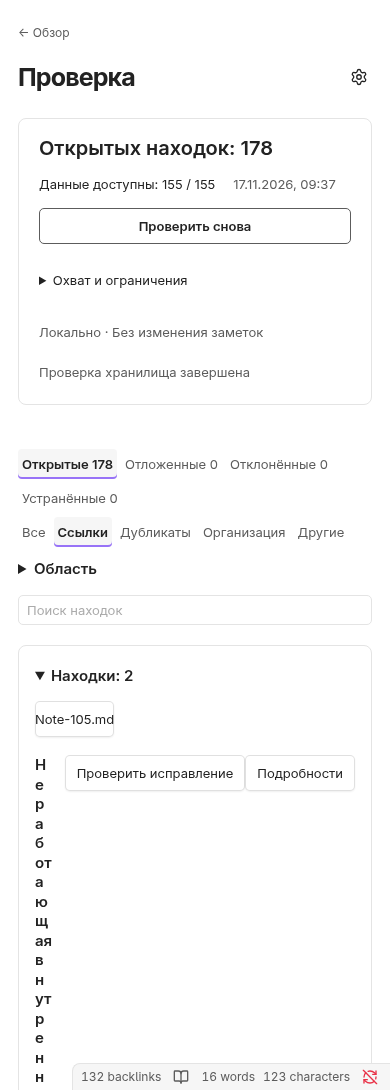 ← Обзор
Проверка
Открытых находок: 178
Данные доступны: 155 / 155 17.11.2026, 09:37
Проверить снова
Охват и ограничения
Локально · Без изменения заметок
Проверка хранилища завершена
Открытые 178 Отложенные 0 Отклонённые 0
Устранённые 0
Все Ссылки Дубликаты Организация Другие
Область
Поиск находок
Находки: 2
Note-105.md
Проверить исправление Подробности
Н
е
р
а
б
от
а
ю
щ
ая
в
н
ут
р
е
н
н
132 backlinks 16 words 123 characters